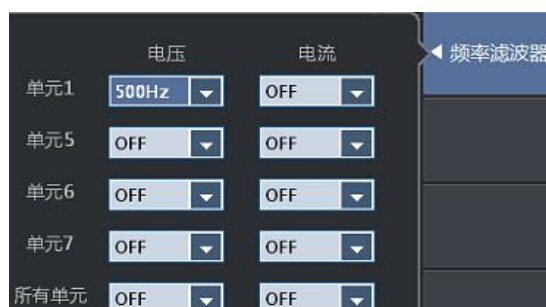 电压 电流 ◀ 频率滤波器
单元1 500Hz OFF
单元5 OFF OFF
单元6 OFF OFF
单元7 OFF OFF
所有单元 OFF OFF